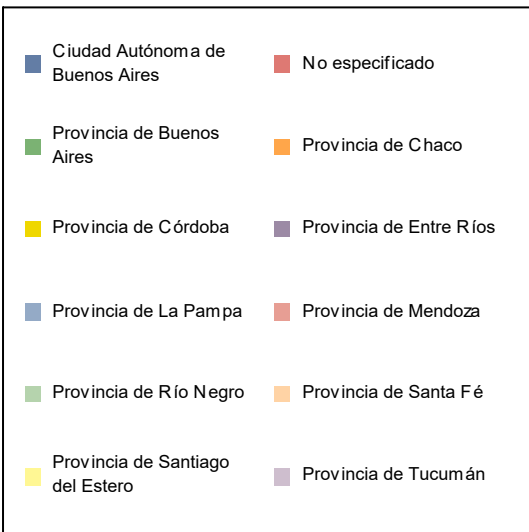 Ciudad Autónoma de
Buenos Aires
No especificado
Provincia de Buenos
Aires
Provincia de Chaco
Provincia de Córdoba
Provincia de Entre Ríos
Provincia de La Pampa
Provincia de Mendoza
Provincia de Río Negro
Provincia de Santa Fé
Provincia de Santiago
del Estero
Provincia de Tucumán